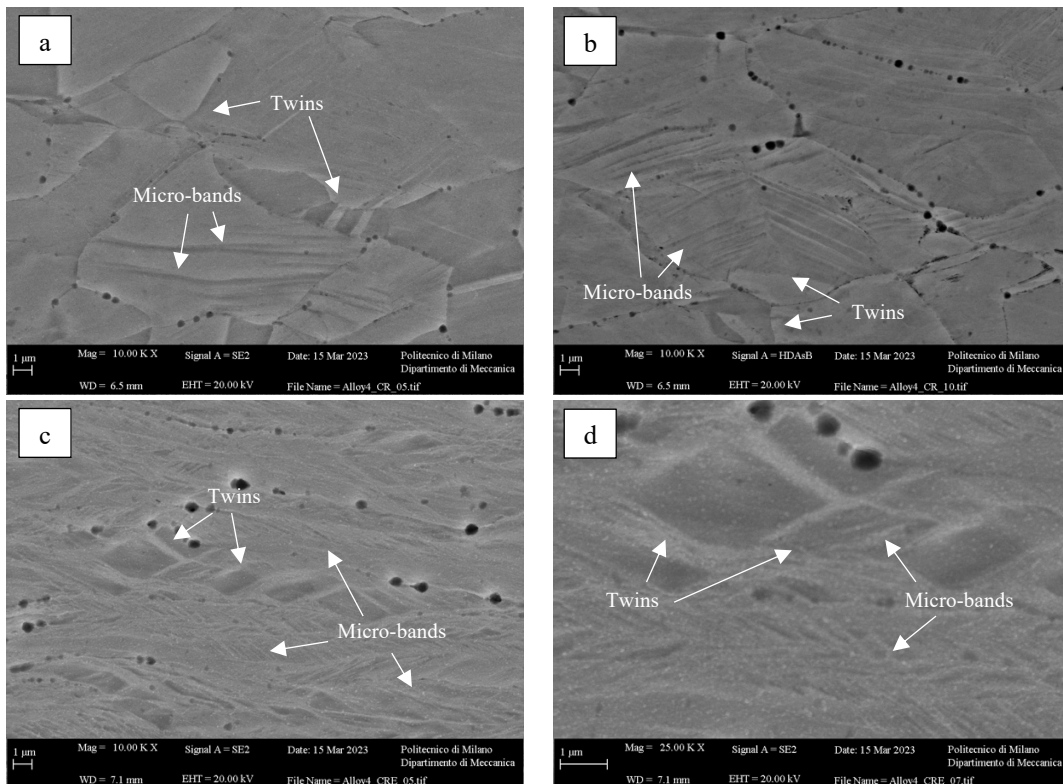 a
Twins
Micro-bands
1 µm
Mag = 10.00 K X
Signal A = SE2
Date: 15 Mar 2023
Politecnico di Milano
Dipartimento di Meccanica
WD = 6.5 mm
EHT = 20.00 kV
File Name = Alloy4_CR_05.tif
b
Micro-bands
Twins
1 µm
Mag = 10.00 K X
Signal A = HDAsB
Date: 15 Mar 2023
Politecnico di Milano
Dipartimento di Meccanica
WD = 6.5 mm
EHT = 20.00 kV
File Name = Alloy4_CR_10.tif
c
Twins
Micro-bands
1 µm
Mag = 10.00 K X
Signal A = SE2
Date: 15 Mar 2023
Politecnico di Milano
Dipartimento di Meccanica
WD = 7.1 mm
EHT = 20.00 kV
File Name = Alloy4_CRE_05.tif
d
Twins
Micro-bands
1 µm
Mag = 25.00 K X
Signal A = SE2
Date: 15 Mar 2023
Politecnico di Milano
Dipartimento di Meccanica
WD = 7.1 mm
EHT = 20.00 kV
File Name = Alloy4_CRE_07.tif